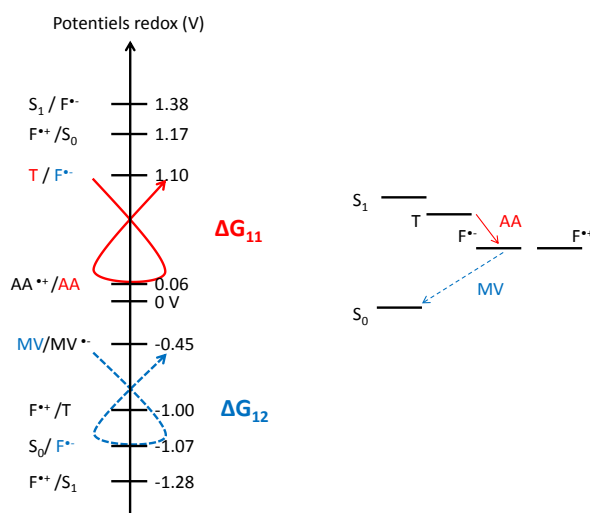 Potentiels redox (V)
S₁ / F•- 1.38
F•+ /S₀ 1.17
T / F•- 1.10
ΔG₁₁
AA •+/AA 0.06
0 V
MV/MV •- -0.45
ΔG₁₂
F•+ /T -1.00
S₀/ F•- -1.07
F•+ /S₁ -1.28
S₁
T
AA
F•-
F•+
MV
S₀